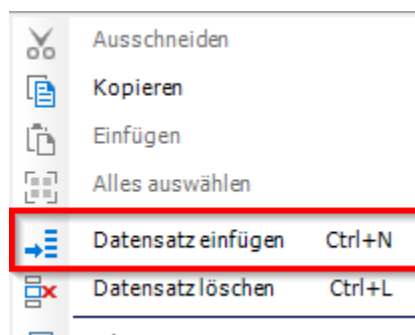 Ausschneiden
Kopieren
Einfügen
Alles auswählen
Datensatz einfügen Ctrl+N
Datensatz löschen Ctrl+L